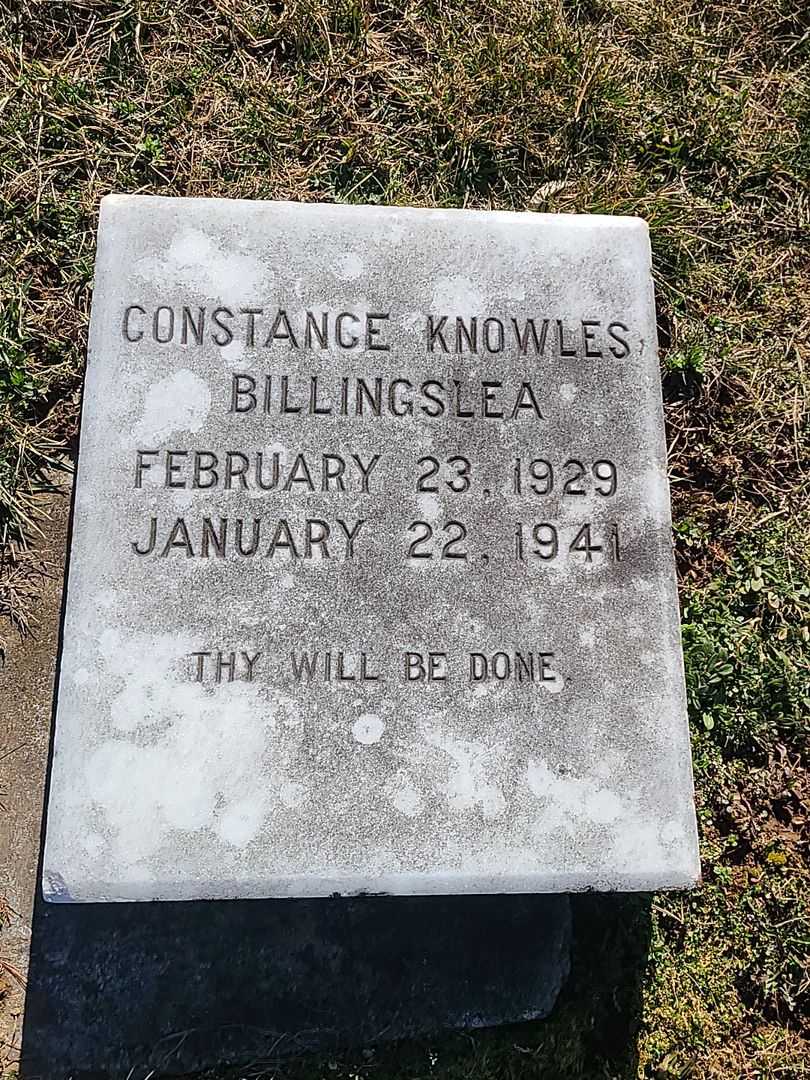 CONSTANCE KNOWLES
BILLINGSLEA
FEBRUARY 23, 1929
JANUARY 22, 1941
THY WILL BE DONE.